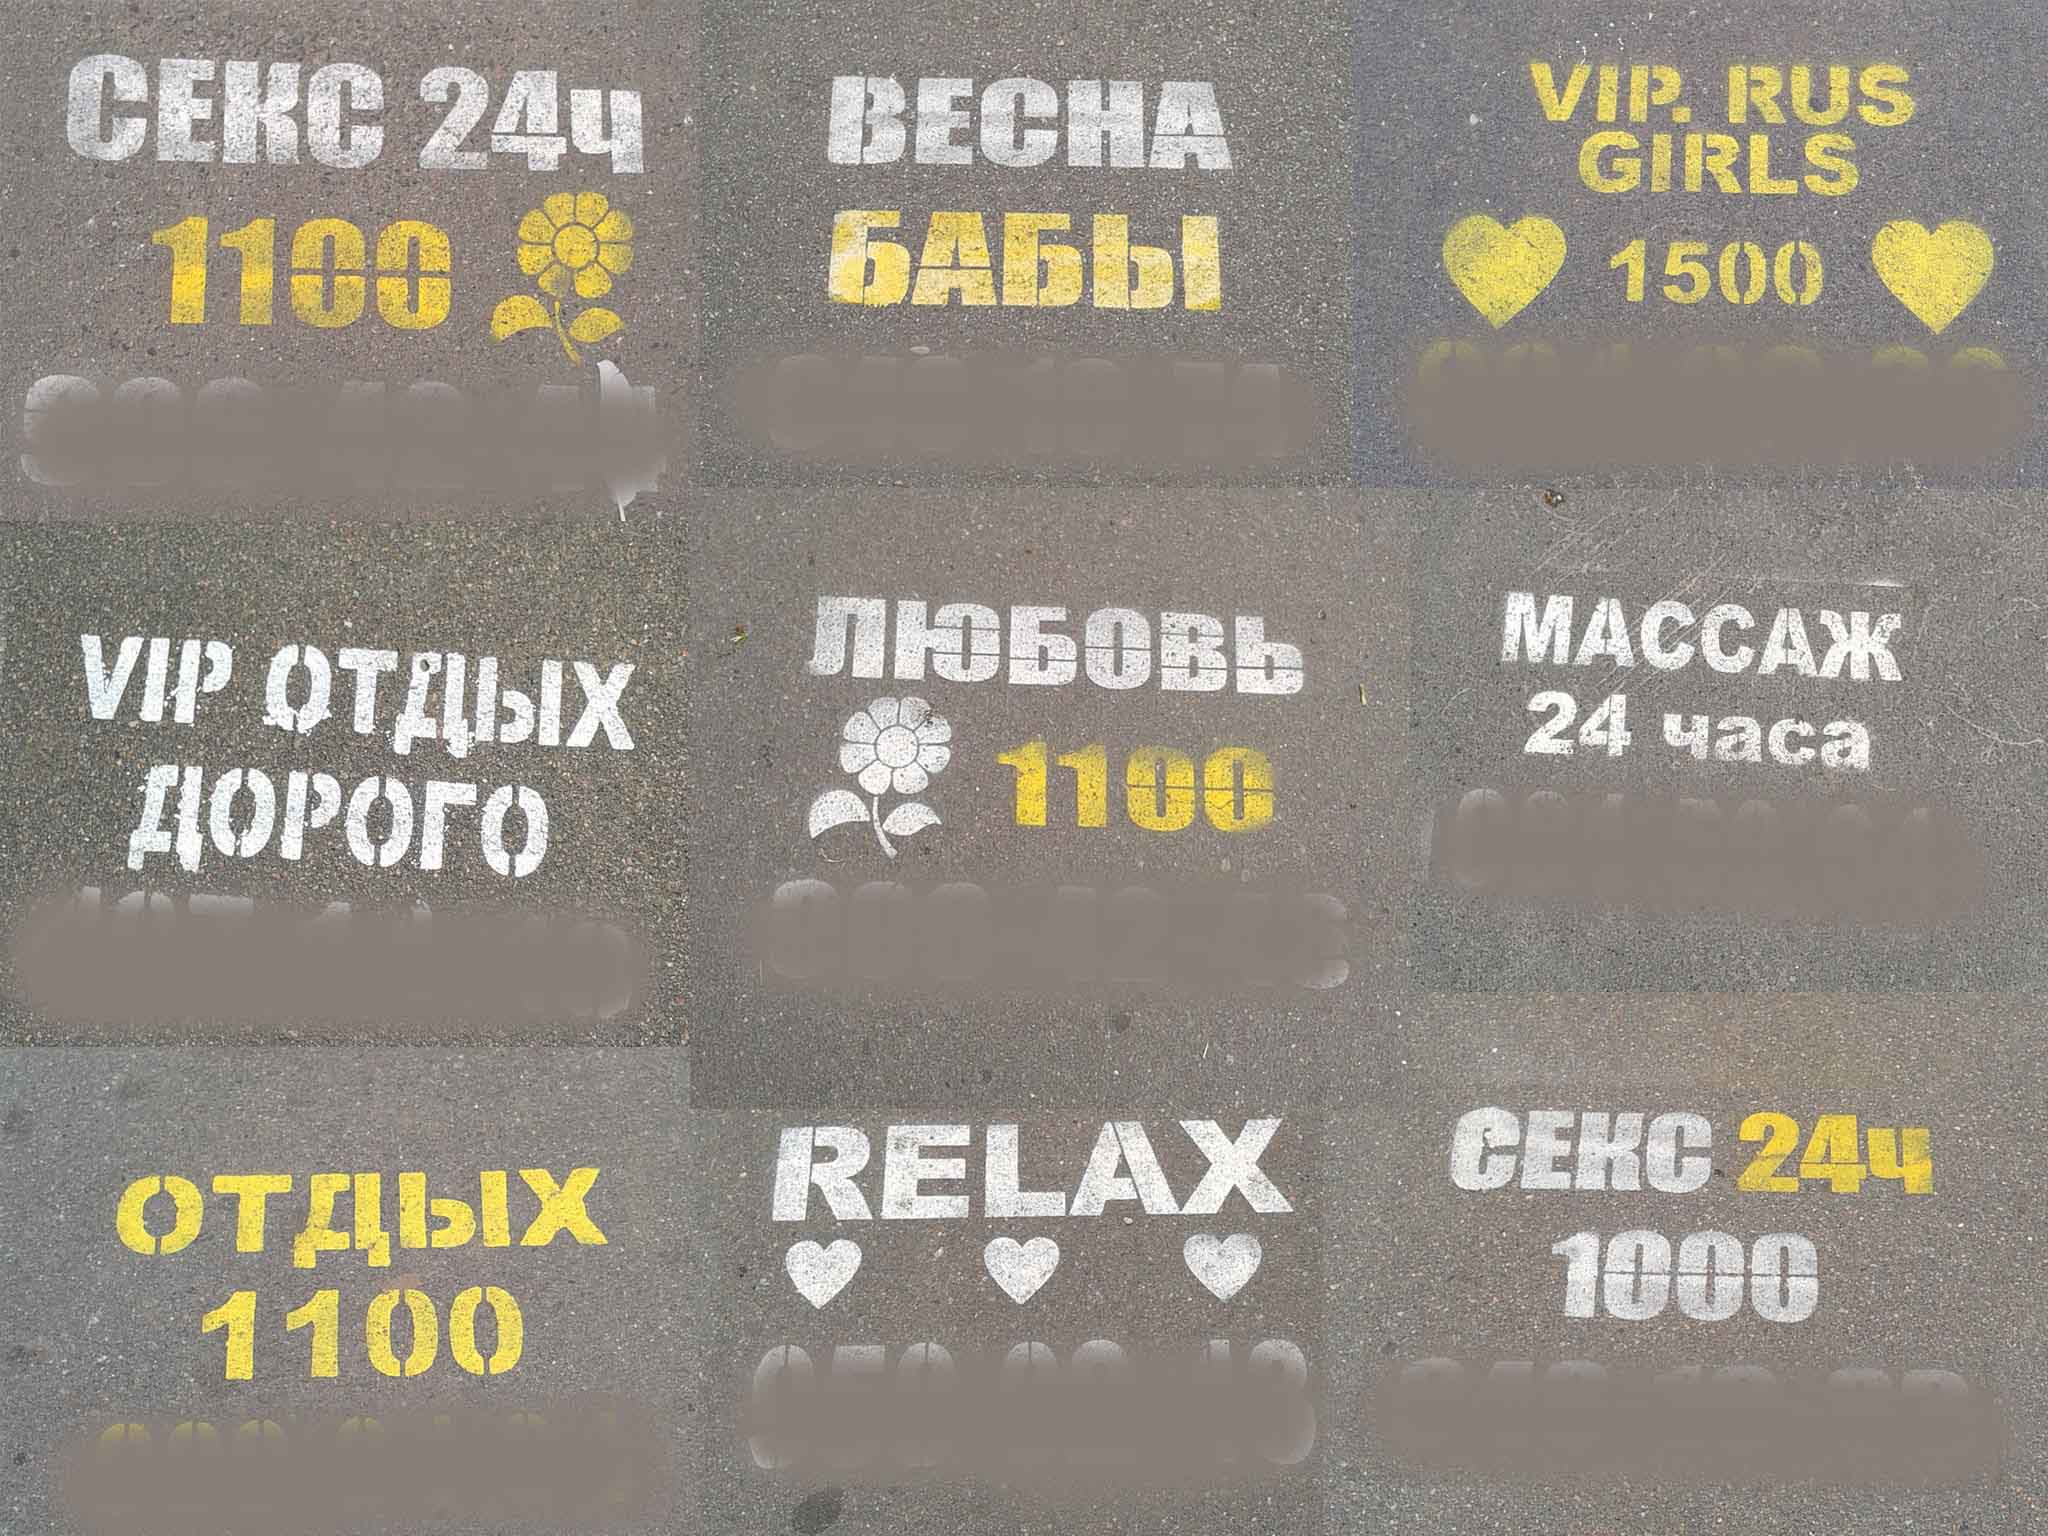 СЕКС 24ч
1100
ВЕСНА
БАБЫ
VIP. RUS
GIRLS
1500
VIP ОТДЫХ
ДОРОГО
ЛЮБОВЬ
1100
МАССАЖ
24 часа
ОТДЫХ
1100
RELAX
СЕКС 24ч
1000